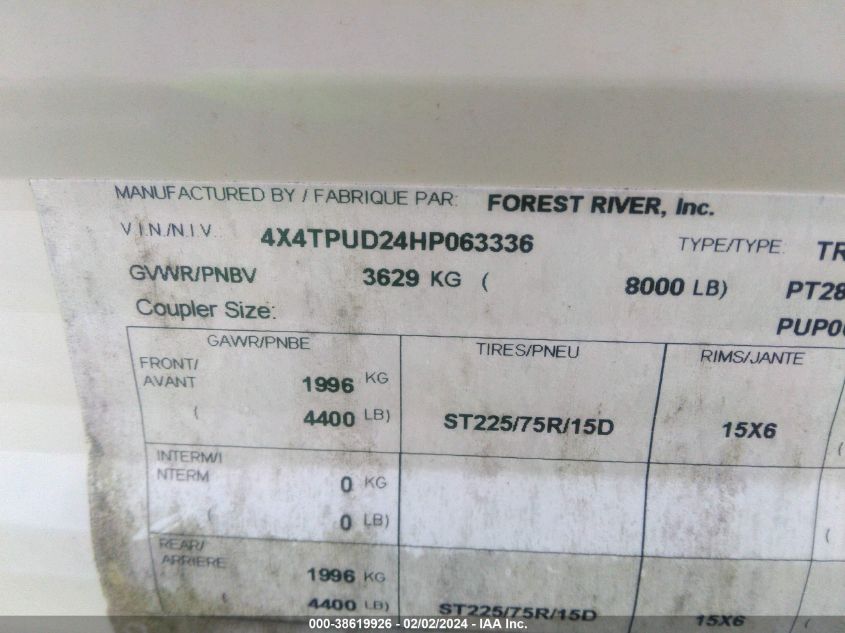 MANUFACTURED BY / FABRIQUE PAR: FOREST RIVER, Inc.
V I N./N I V. 4X4TPUD24HP063336 TYPE/TYPE: TR
GVWR/PNBV 3629 KG ( 8000 LB) PT28
Coupler Size: PUP0
GAWR/PNBE TIRES/PNEU RIMS/JANTE
FRONT/
AVANT 1996 KG
( 4400 LB) ST225/75R/15D 15X6 (
INTERM/I
NTERM 0 KG
( 0 LB) (
REAR/
ARRIERE 1996 KG
4400 LB) ST225/75R/15D 15X6 (
000-38619926 - 02/02/2024 - IAA Inc.